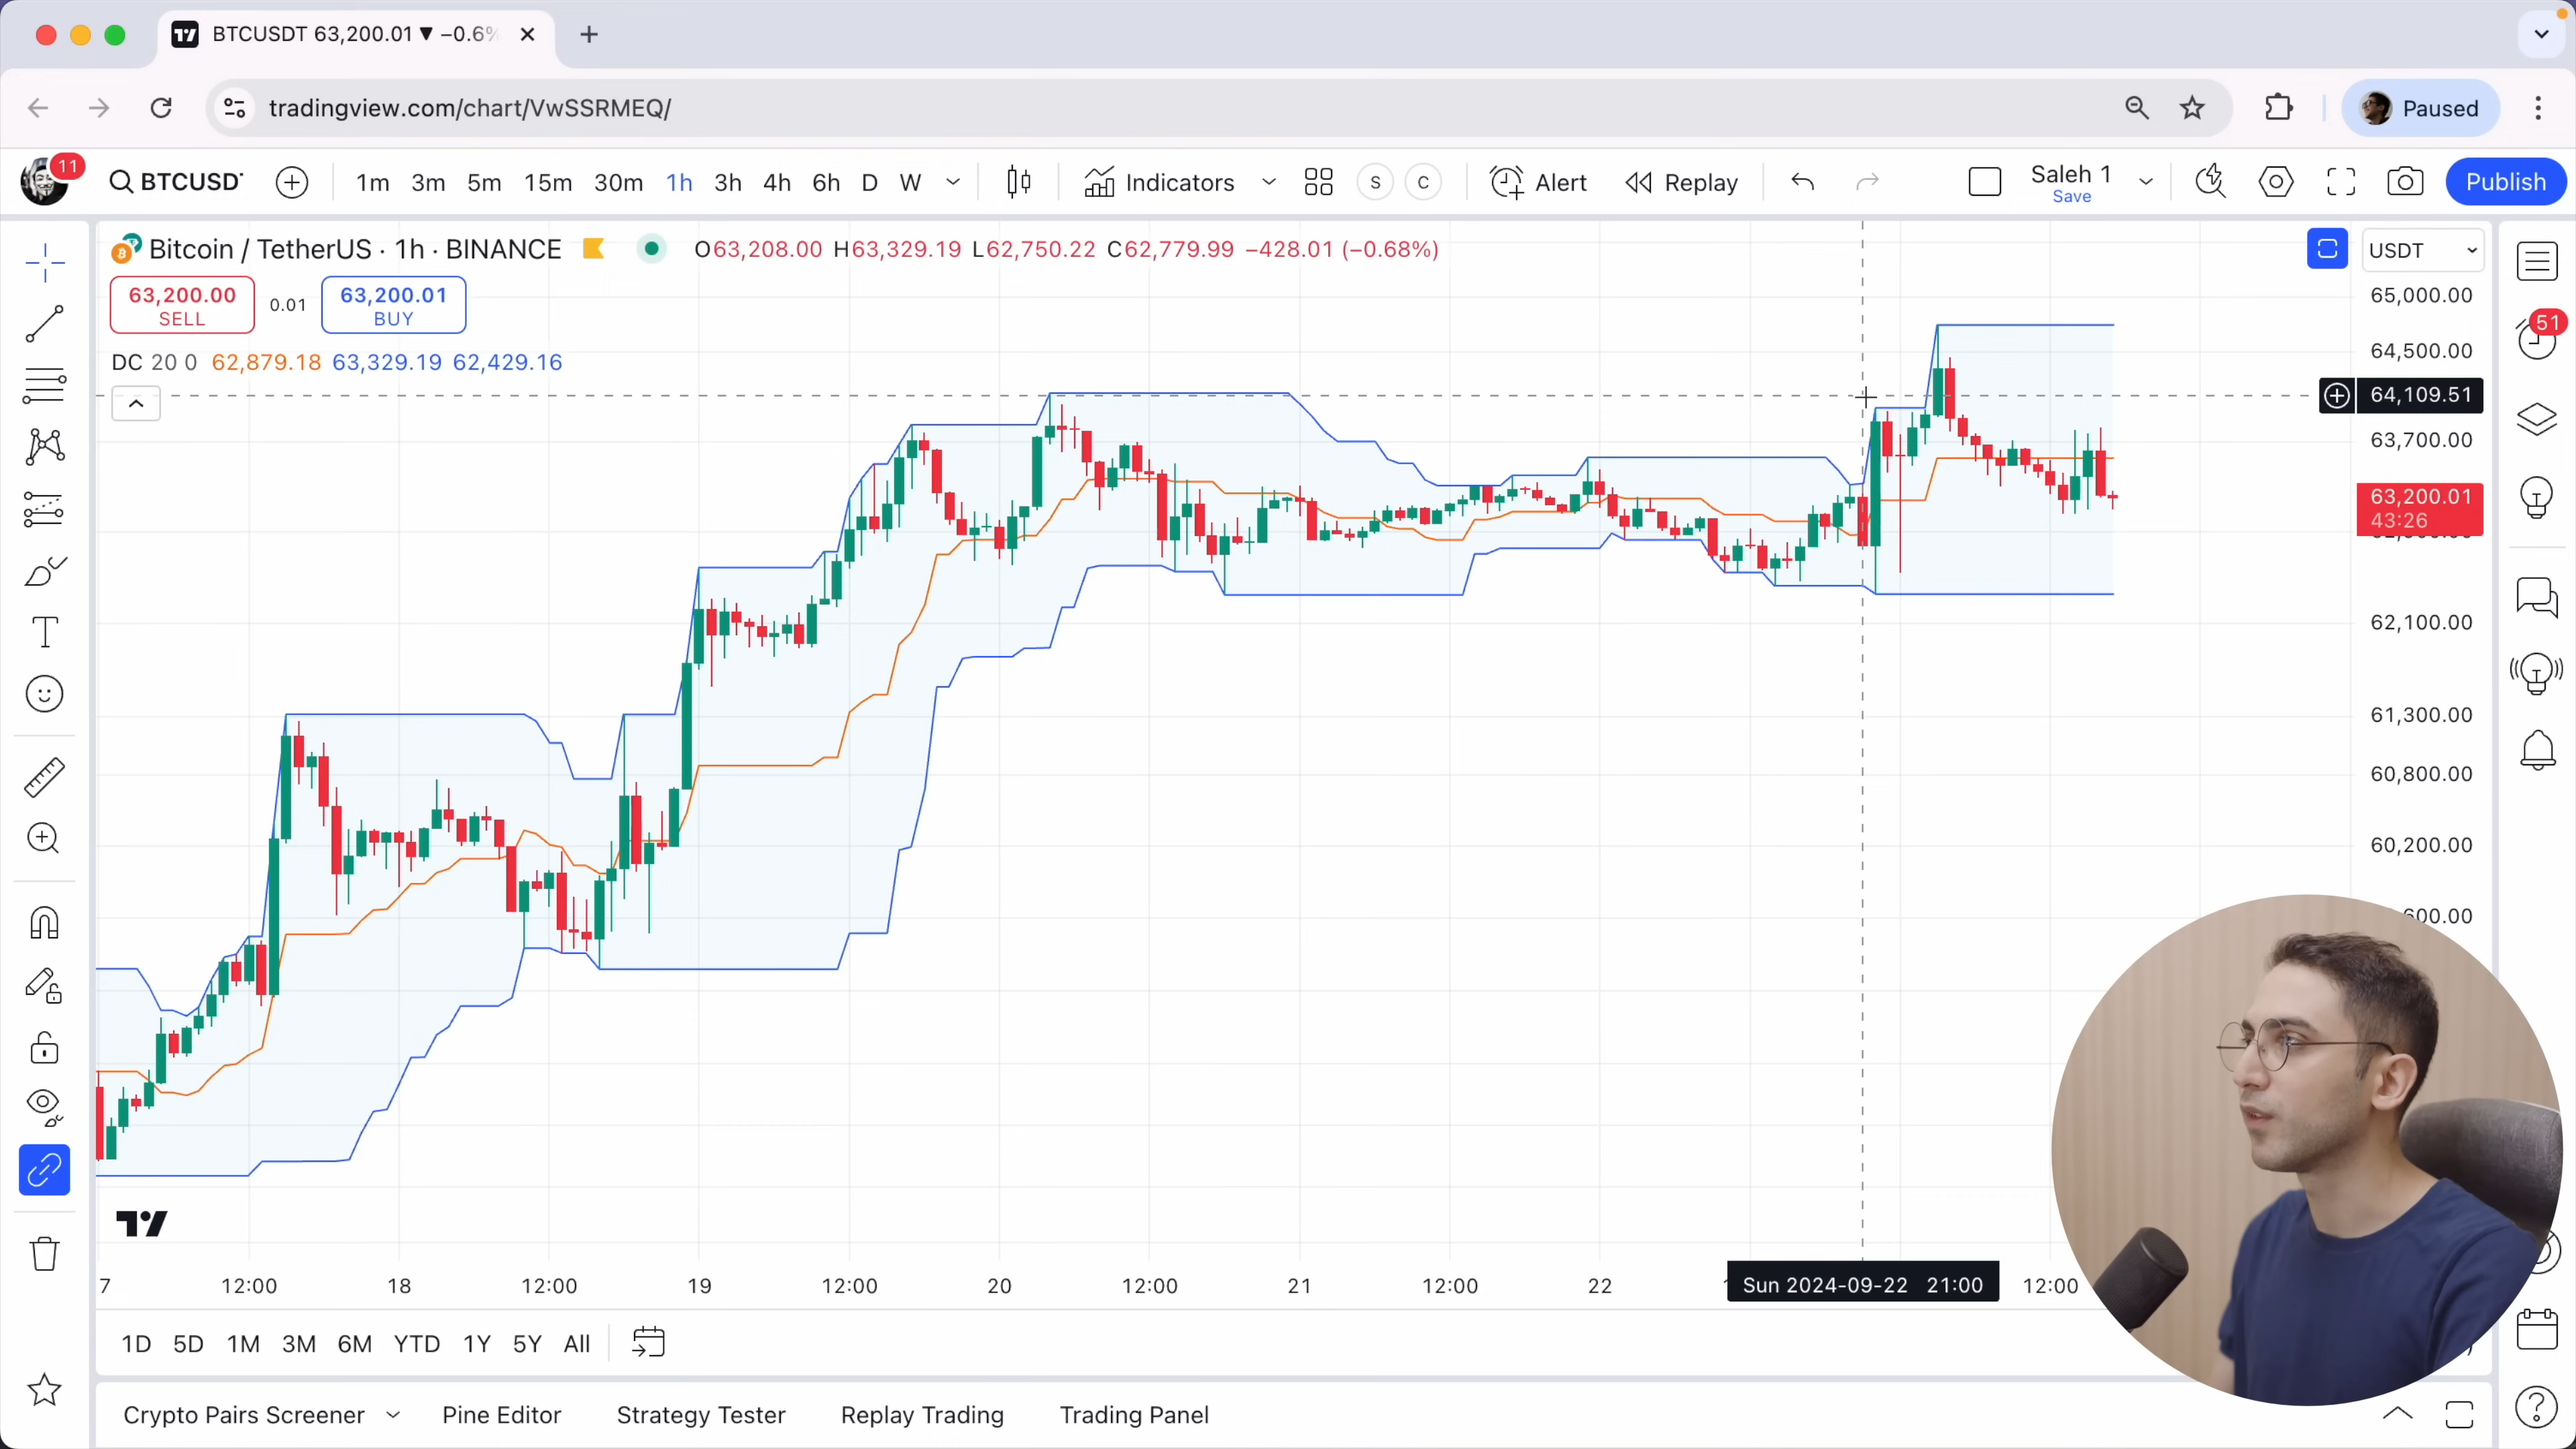 BTCUSDT 63,200.01 ▼ −0.6%
tradingview.com/chart/VwSSRMEQ/
Paused
11
BTCUSDT
1m 3m 5m 15m 30m 1h 3h 4h 6h D W
Indicators
S C
Alert
Replay
Saleh 1
Save
Publish
Bitcoin / TetherUS · 1h · BINANCE
O63,208.00 H63,329.19 L62,750.22 C62,779.99 −428.01 (−0.68%)
USDT
63,200.00
SELL
0.01
63,200.01
BUY
DC 20 0 62,879.18 63,329.19 62,429.16
65,000.00
51
64,500.00
64,109.51
63,700.00
63,200.01
43:26
62,100.00
61,300.00
60,800.00
60,200.00
600.00
7 12:00 18 12:00 19 12:00 20 12:00 21 12:00 22 Sun 2024-09-22 21:00 12:00
1D 5D 1M 3M 6M YTD 1Y 5Y All
Crypto Pairs Screener Pine Editor Strategy Tester Replay Trading Trading Panel